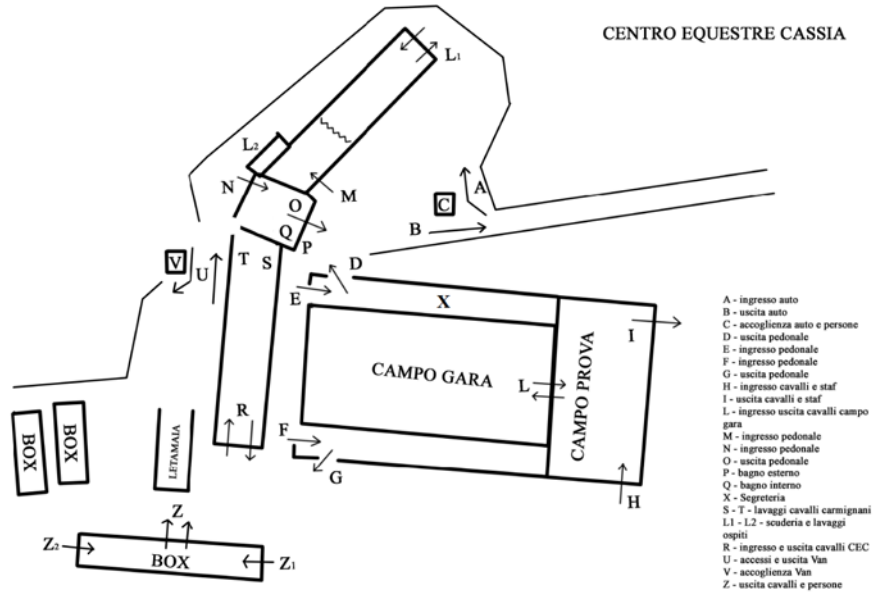 CENTRO EQUESTRE CASSIA
L1
L2
N
M
O
Q
P
A
C
B
V
U
T
S
D
E
X
I
CAMPO GARA
L
CAMPO PROVA
R
F
G
H
BOX
BOX
LETAMAIA
Z
Z2
BOX
Z1
A - ingresso auto
B - uscita auto
C - accoglienza auto e persone
D - uscita pedonale
E - ingresso pedonale
F - ingresso pedonale
G - uscita pedonale
H - ingresso cavalli e staf
I - uscita cavalli e staf
L - ingresso uscita cavalli campo
gara
M - ingresso pedonale
N - ingresso pedonale
O - uscita pedonale
P - bagno esterno
Q - bagno interno
X - Segreteria
S - T - lavaggi cavalli carmignani
L1 - L2 - scuderia e lavaggi
ospiti
R - ingresso e uscita cavalli CEC
U - accessi e uscita Van
V - accoglienza Van
Z - uscita cavalli e persone